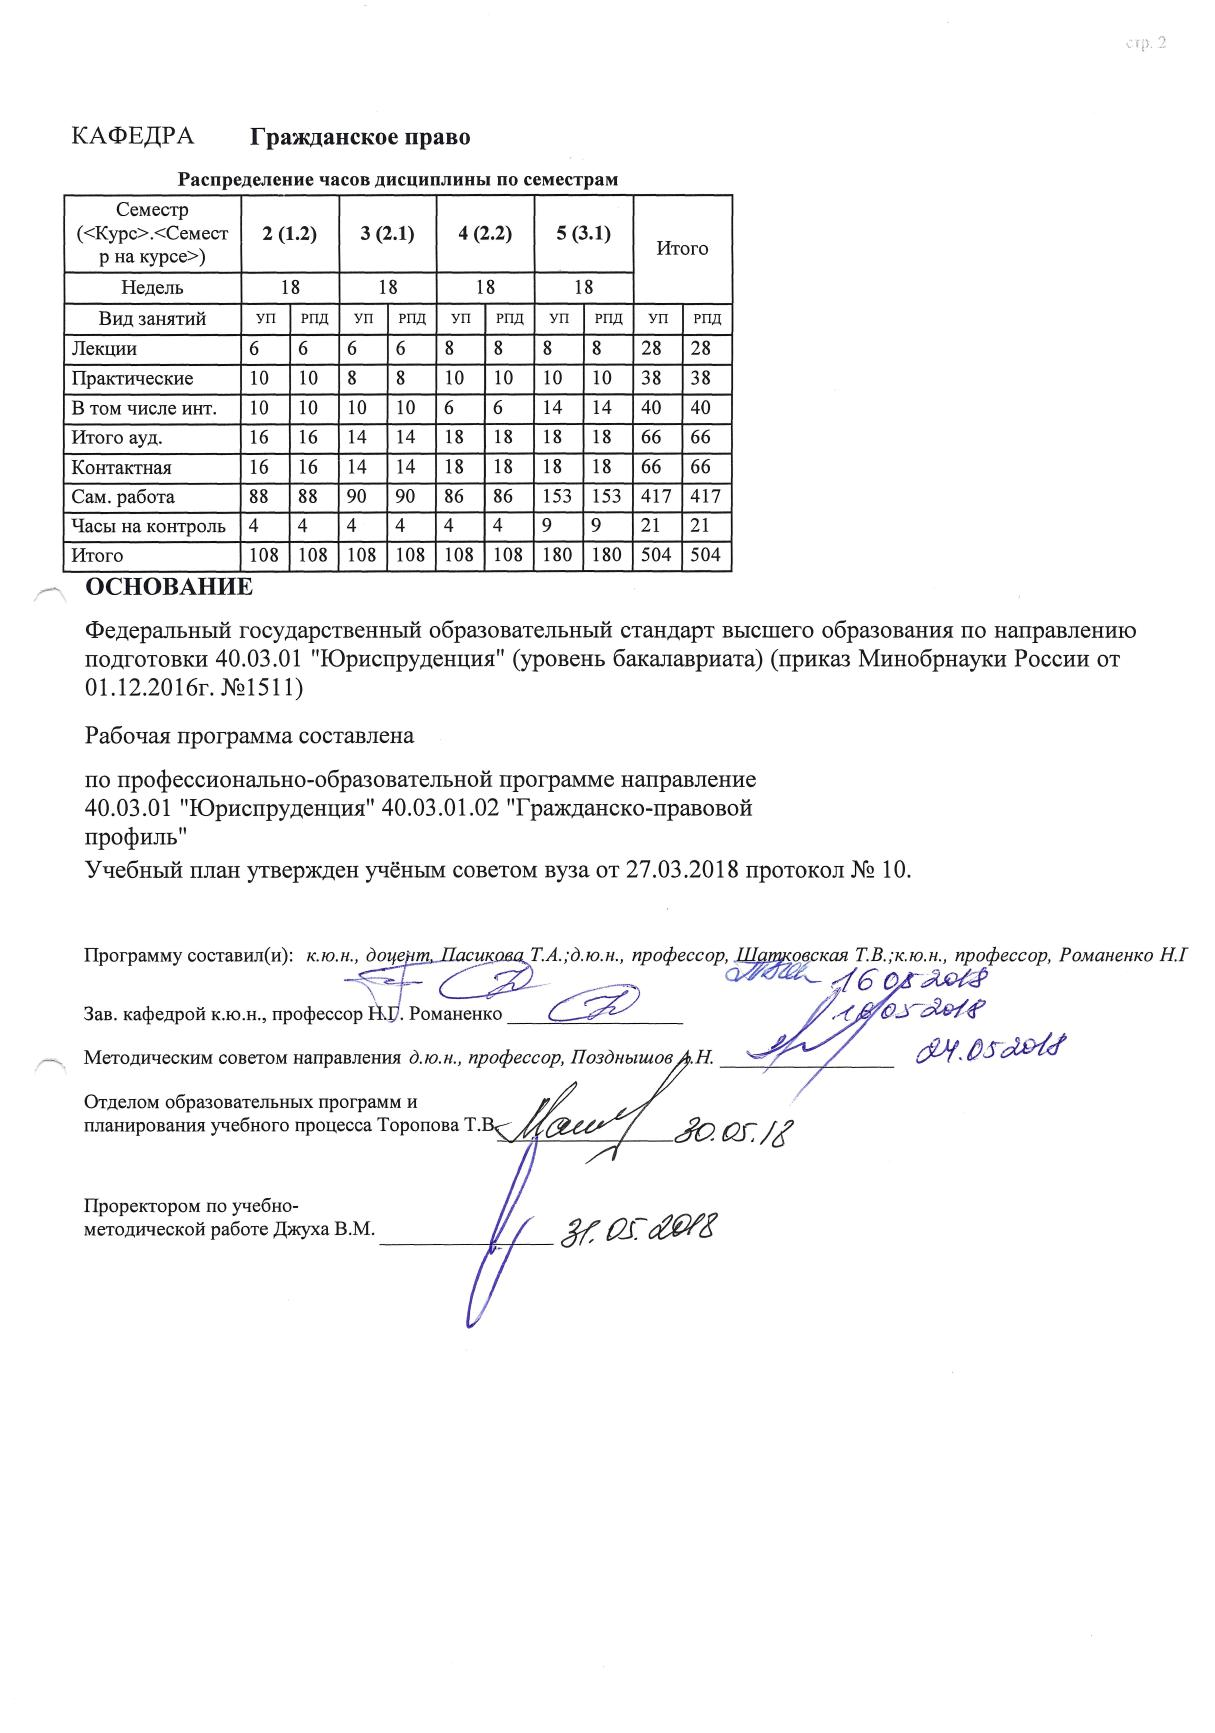 стр. 2
КАФЕДРА Гражданское право
Распределение часов дисциплины по семестрам
Семестр (<Курс>.<Семестр на курсе>) 2 (1.2) 3 (2.1) 4 (2.2) 5 (3.1) Итого
Недель 18 18 18 18
Вид занятий УП РПД УП РПД УП РПД УП РПД УП РПД
Лекции 6 6 6 6 8 8 8 8 28 28
Практические 10 10 8 8 10 10 10 10 38 38
В том числе инт. 10 10 10 10 6 6 14 14 40 40
Итого ауд. 16 16 14 14 18 18 18 18 66 66
Контактная 16 16 14 14 18 18 18 18 66 66
Сам. работа 88 88 90 90 86 86 153 153 417 417
Часы на контроль 4 4 4 4 4 4 9 9 21 21
Итого 108 108 108 108 108 108 180 180 504 504
ОСНОВАНИЕ
Федеральный государственный образовательный стандарт высшего образования по направлению
подготовки 40.03.01 "Юриспруденция" (уровень бакалавриата) (приказ Минобрнауки России от
01.12.2016г. №1511)
Рабочая программа составлена
по профессионально-образовательной программе направление
40.03.01 "Юриспруденция" 40.03.01.02 "Гражданско-правовой
профиль"
Учебный план утвержден учёным советом вуза от 27.03.2018 протокол № 10.
Программу составил(и): к.ю.н., доцент, Пасикова Т.А.;д.ю.н., профессор, Шатковская Т.В.;к.ю.н., профессор, Романенко Н.Г
16 05 2018
Зав. кафедрой к.ю.н., профессор Н.Г. Романенко 16 05 2018
Методическим советом направления д.ю.н., профессор, Позднышов А.Н. 24.05 2018
Отделом образовательных программ и
планирования учебного процесса Торопова Т.В. 30.05.18
Проректором по учебно-
методической работе Джуха В.М. 31.05.2018